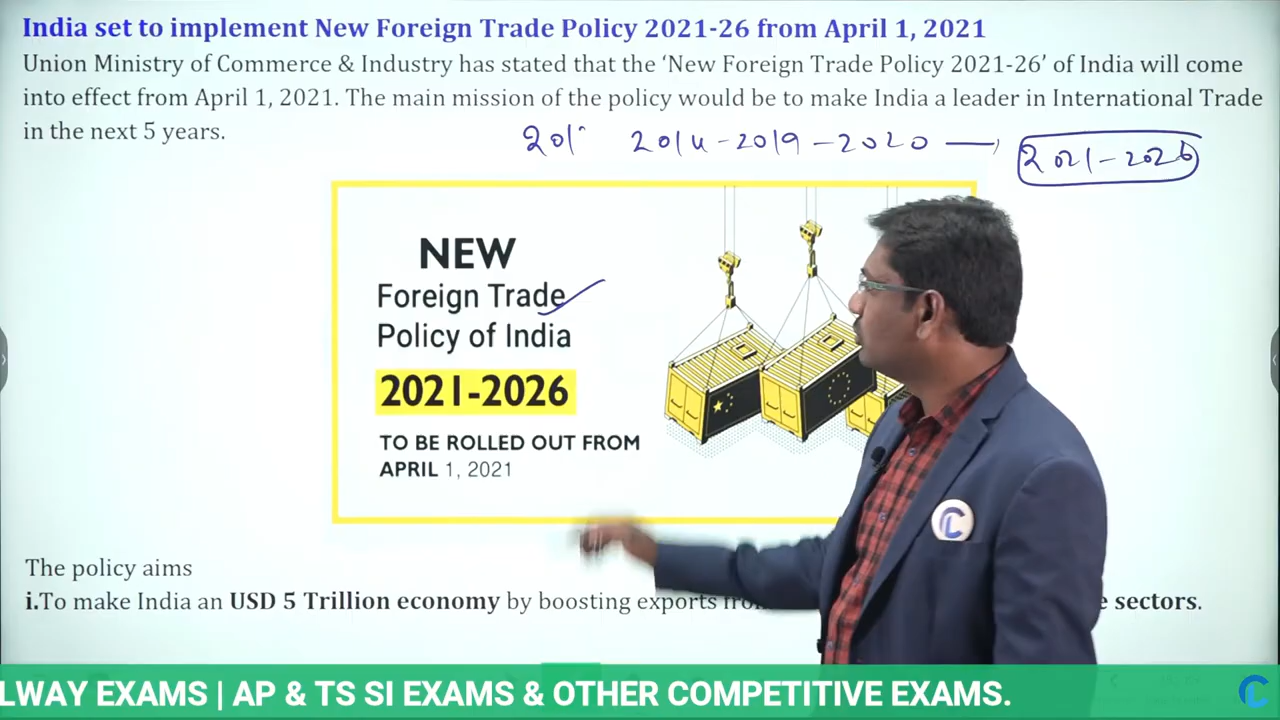 India set to implement New Foreign Trade Policy 2021-26 from April 1, 2021
Union Ministry of Commerce & Industry has stated that the ‘New Foreign Trade Policy 2021-26’ of India will come
into effect from April 1, 2021. The main mission of the policy would be to make India a leader in International Trade
in the next 5 years.
201 2014-2019-2020 → 2021-2026
NEW
Foreign Trade
Policy of India
2021-2026
TO BE ROLLED OUT FROM
APRIL 1, 2021
The policy aims
i.To make India an USD 5 Trillion economy by boosting exports sectors.
LWAY EXAMS | AP & TS SI EXAMS & OTHER COMPETITIVE EXAMS.